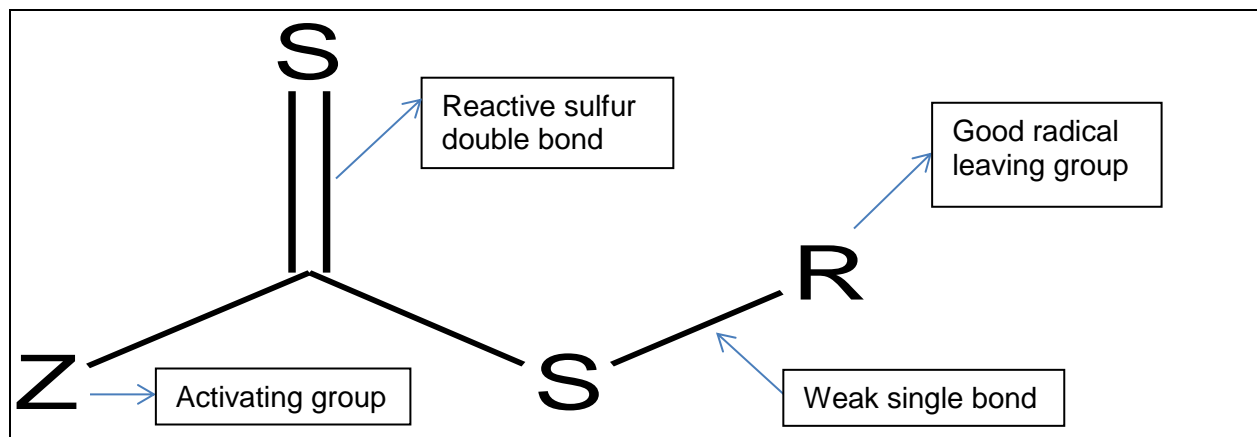 S
Reactive sulfur
double bond
Good radical
leaving group
R
Z
Activating group
S
Weak single bond